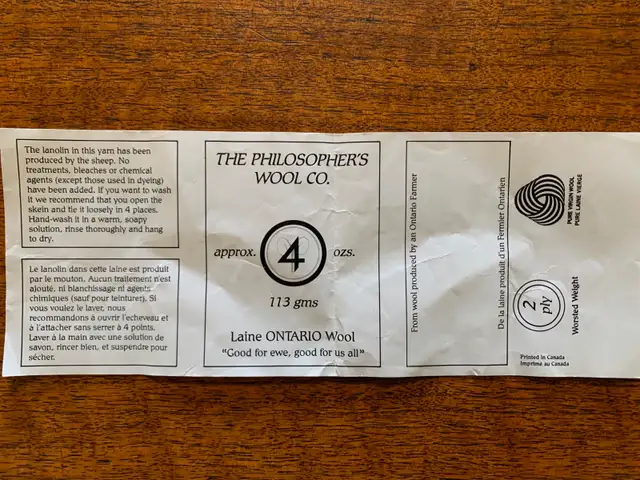 The lanolin in this yarn has been
produced by the sheep. No
treatments, bleaches or chemical
agents (except those used in dyeing)
have been added. If you want to wash
it we recommend that you open the
skein and tie it loosely in 4 places.
Hand-wash it in a warm, soapy
solution, rinse thoroughly and hang
to dry.
Le lanolin dans cette laine est produit
par le mouton. Aucun traitement n'est
ajouté, ni blanchissage ni agents
chimiques (sauf pour teinturer). Si
vous voulez le laver, nous
recommandons à ouvrir l'echeveau et
à l'attacher sans serrer à 4 points.
Laver à la main avec une solution de
savon, rincer bien, et suspendre pour
sécher.
THE PHILOSOPHER'S
WOOL CO.
approx. 4 ozs.
113 gms
Laine ONTARIO Wool
“Good for ewe, good for us all”
From wool produced by an Ontario Farmer
De la laine produit d'un Fermier Ontarien
PURE VIRGIN WOOL
PURE LAINE VIERGE
2
ply
Worsted Weight
Printed in Canada
Imprimé au Canada